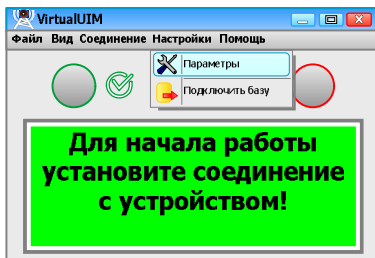 VirtualUIM
Файл Вид Соединение Настройки Помощь
Параметры
Подключить базу
Для начала работы
установите соединение
с устройством!